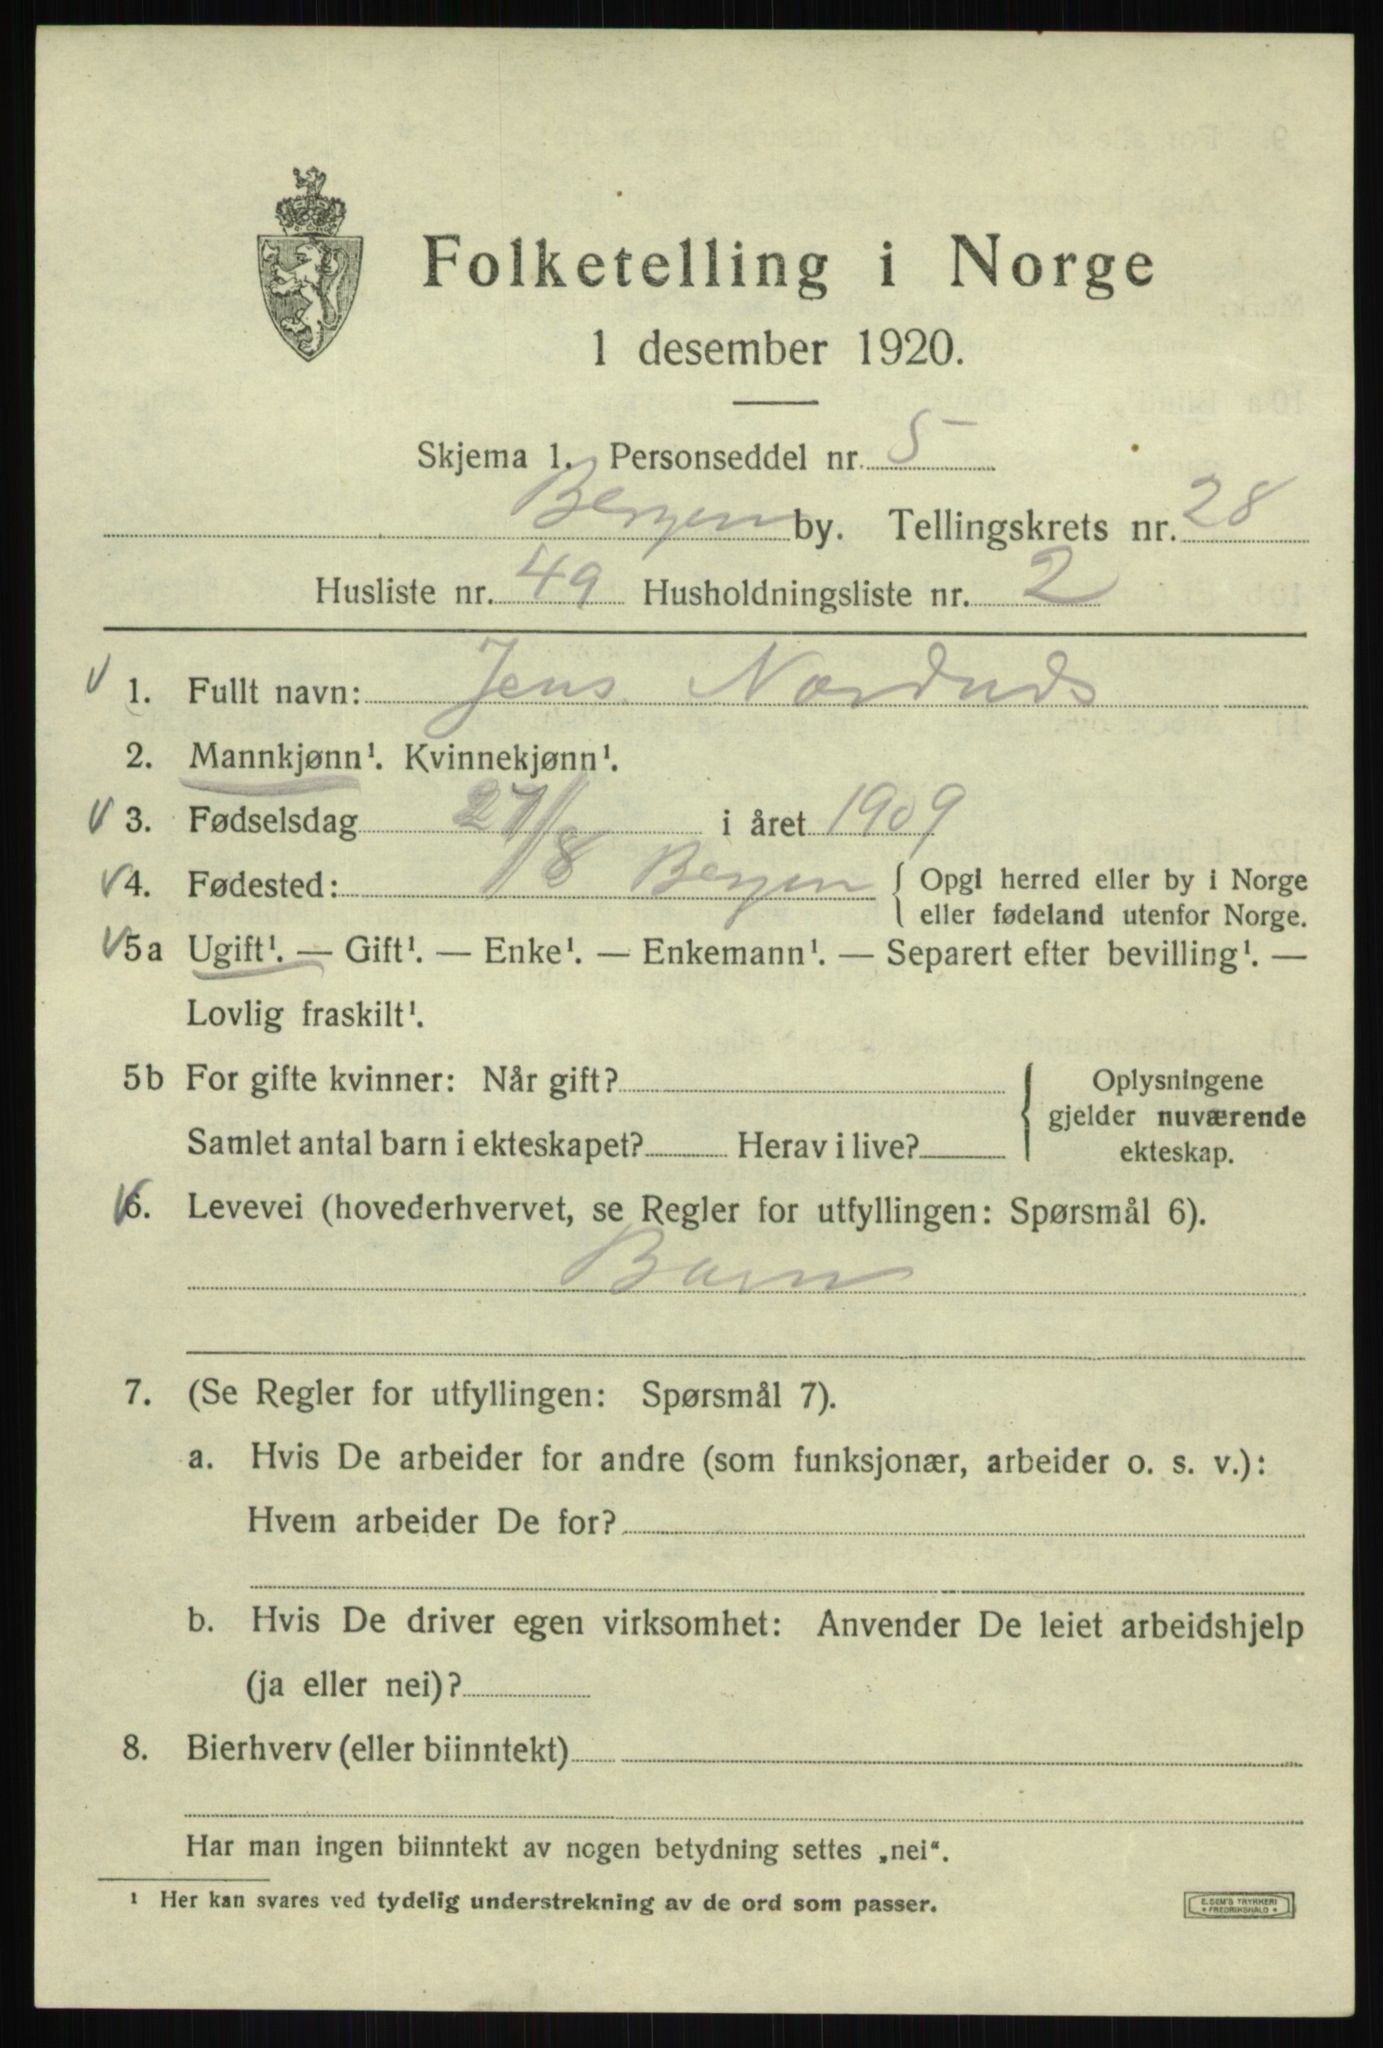 Folketelling i Norge
1 desember 1920.
Skjema 1. Personseddel nr. 5
Bergen by. Tellingskrets nr. 28
Husliste nr. 49 Husholdningsliste nr. 2
1. Fullt navn: Jens
2. Mannkjønn¹. Kvinnekjønn¹.
3. Fødselsdag 27/8 i året 1909
4. Fødested: Bergen { OpgI herred eller by i Norge
eller fødeland utenfor Norge.
5a Ugift¹. — Gift¹. — Enke¹. — Enkemann¹. — Separert efter bevilling¹. —
Lovlig fraskilt¹.
5b For gifte kvinner: Når gift? { Oplysningene
gjelder nuværende
Samlet antal barn i ekteskapet? Herav i live? ekteskap.
6. Levevei (hovederhvervet, se Regler for utfyllingen: Spørsmål 6).
Barn
7. (Se Regler for utfyllingen: Spørsmål 7).
a. Hvis De arbeider for andre (som funksjonær, arbeider o. s. v.):
Hvem arbeider De for?
b. Hvis De driver egen virksomhet: Anvender De leiet arbeidshjelp
(ja eller nei)?
8. Bierhverv (eller biinntekt)
Har man ingen biinntekt av nogen betydning settes „nei“.
¹ Her kan svares ved tydelig understrekning av de ord som passer.
E. SEM'S TRYKKERI
FREDRIKSHALD